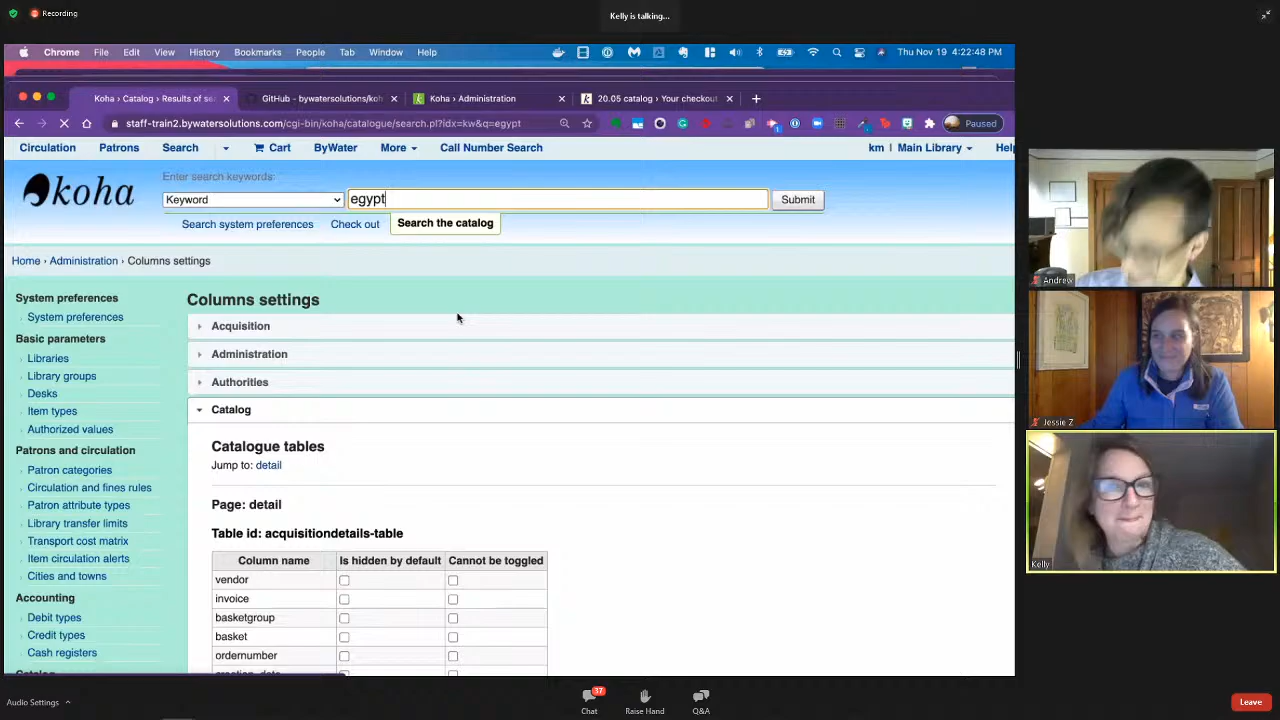 Recording
Kelly is talking...
Chrome File Edit View History Bookmarks People Tab Window Help Thu Nov 19 4:22:48 PM
Koha › Catalog › Results of se GitHub - bywatersolutions/koh Koha › Administration 20.05 catalog › Your checkout
staff-train2.bywatersolutions.com/cgi-bin/koha/catalogue/search.pl?idx=kw&q=egypt Paused
Circulation Patrons Search Cart ByWater More Call Number Search km | Main Library Help
koha
Enter search keywords:
Keyword egypt Submit
Search system preferences Check out Search the catalog
Home › Administration › Columns settings
System preferences
System preferences
Basic parameters
Libraries
Library groups
Desks
Item types
Authorized values
Patrons and circulation
Patron categories
Circulation and fines rules
Patron attribute types
Library transfer limits
Transport cost matrix
Item circulation alerts
Cities and towns
Accounting
Debit types
Credit types
Cash registers
Catalog
Columns settings
Acquisition
Administration
Authorities
Catalog
Catalogue tables
Jump to: detail
Page: detail
Table id: acquisitiondetails-table
Column name Is hidden by default Cannot be toggled
vendor
invoice
basketgroup
basket
ordernumber
creation_date
Andrew
Jessie Z
Kelly
Audio Settings
37
Chat Raise Hand Q&A
Leave